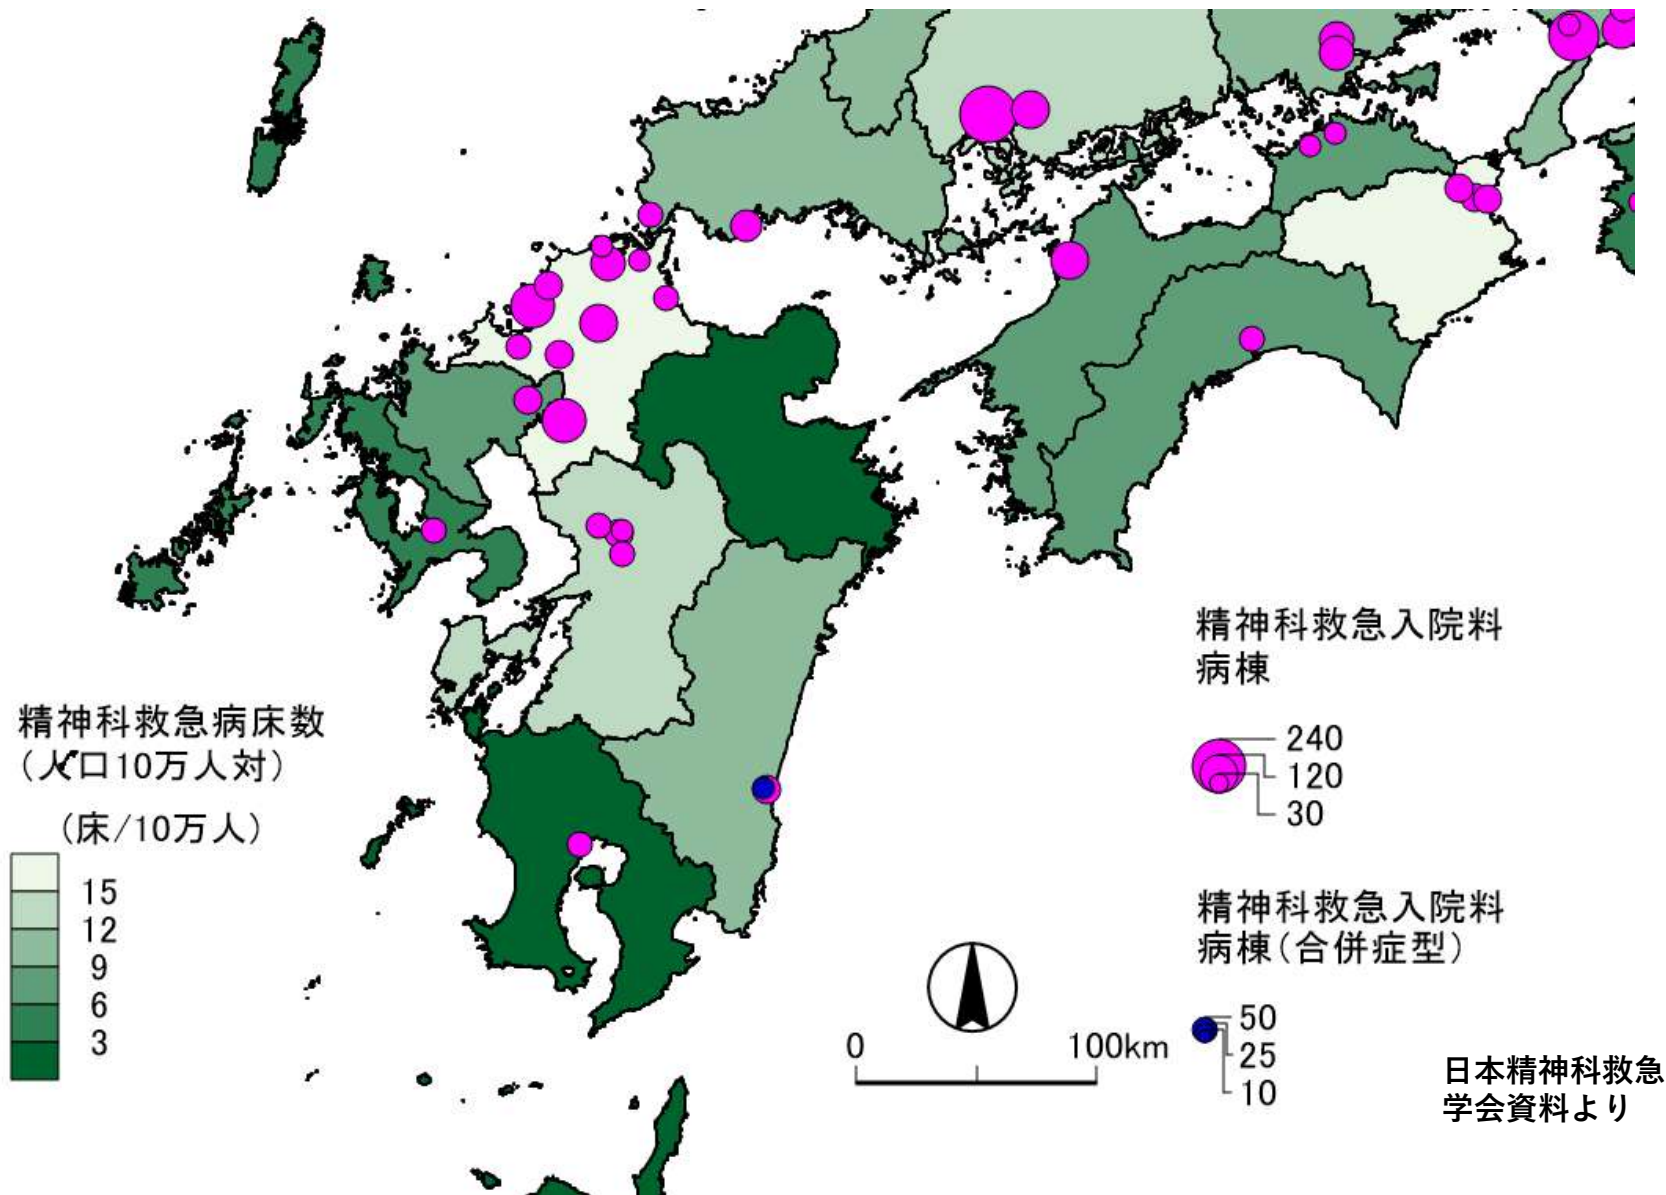 精神科救急入院料
病棟
240
120
30
精神科救急病床数
(人口10万人対)
(床/10万人)
15
12
9
6
3
精神科救急入院料
病棟(合併症型)
50
25
10
0 100km
日本精神科救急
学会資料より